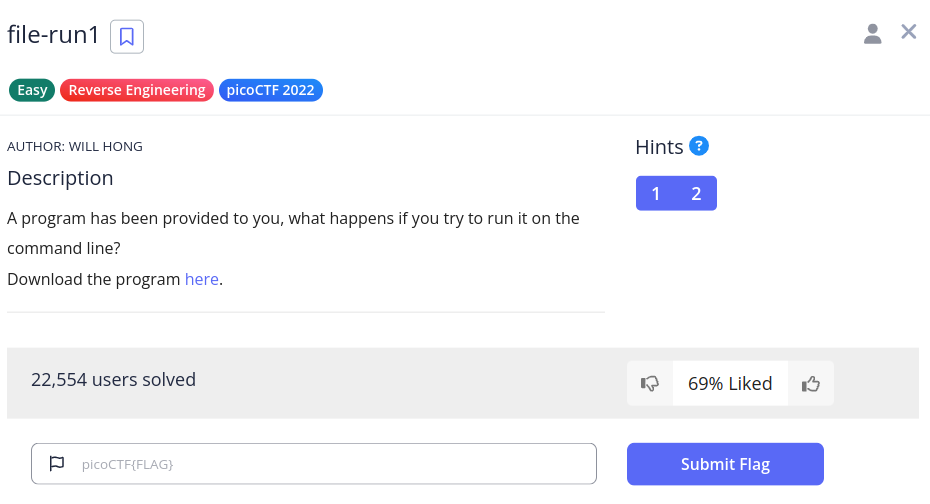 file-run1
Easy Reverse Engineering picoCTF 2022
AUTHOR: WILL HONG
Description
A program has been provided to you, what happens if you try to run it on the
command line?
Download the program here.
Hints ?
1 2
22,554 users solved
69% Liked
picoCTF{FLAG}
Submit Flag